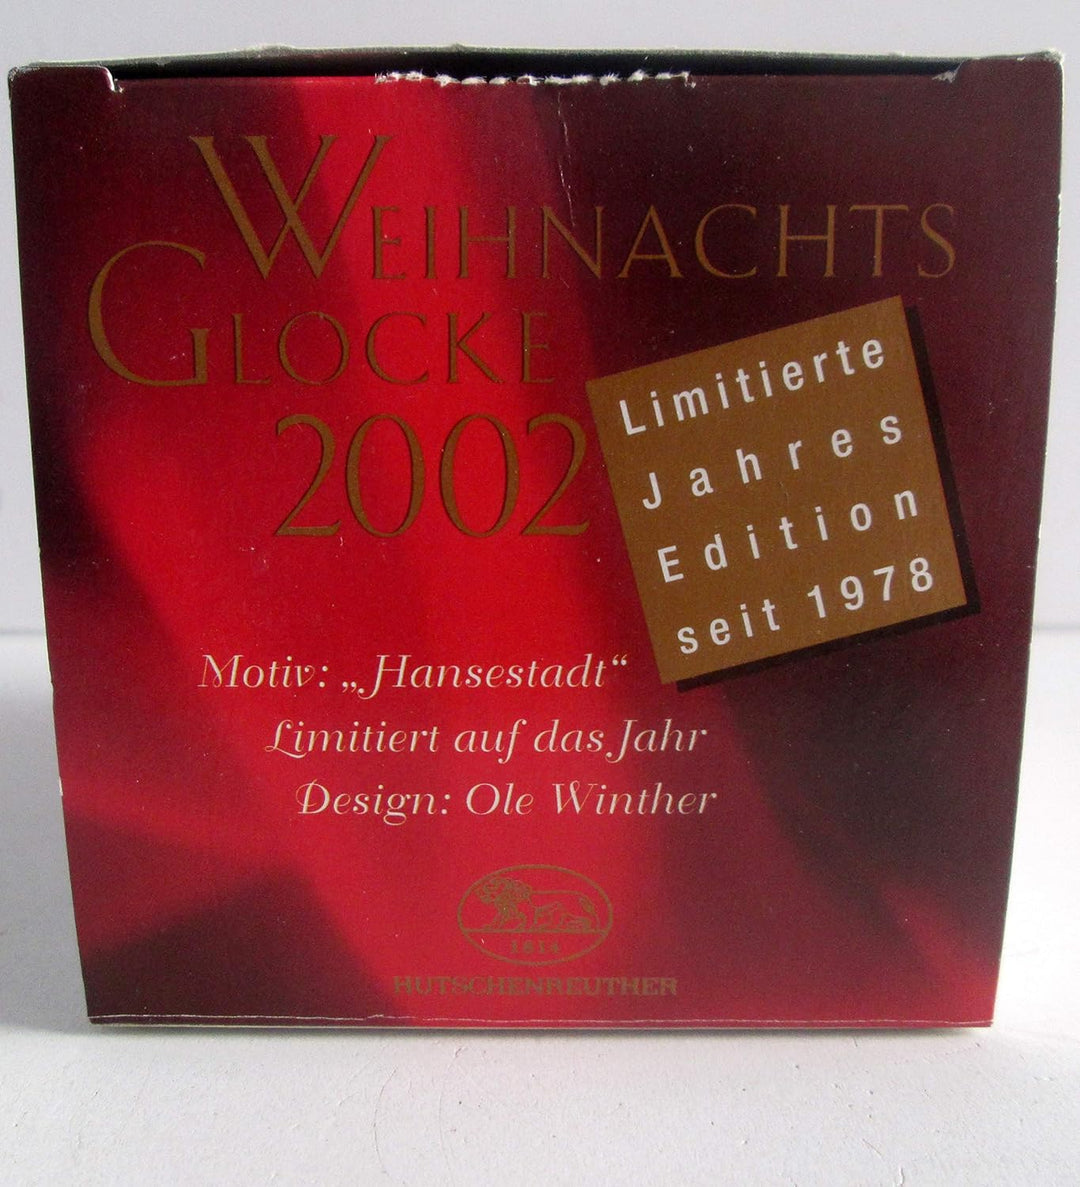 WEIHNACHTS
GLOCKE
2002
Limitierte
Jahres
Edition
seit 1978
Motiv: „Hansestadt“
Limitiert auf das Jahr
Design: Ole Winther
1814
HUTSCHENREUTHER